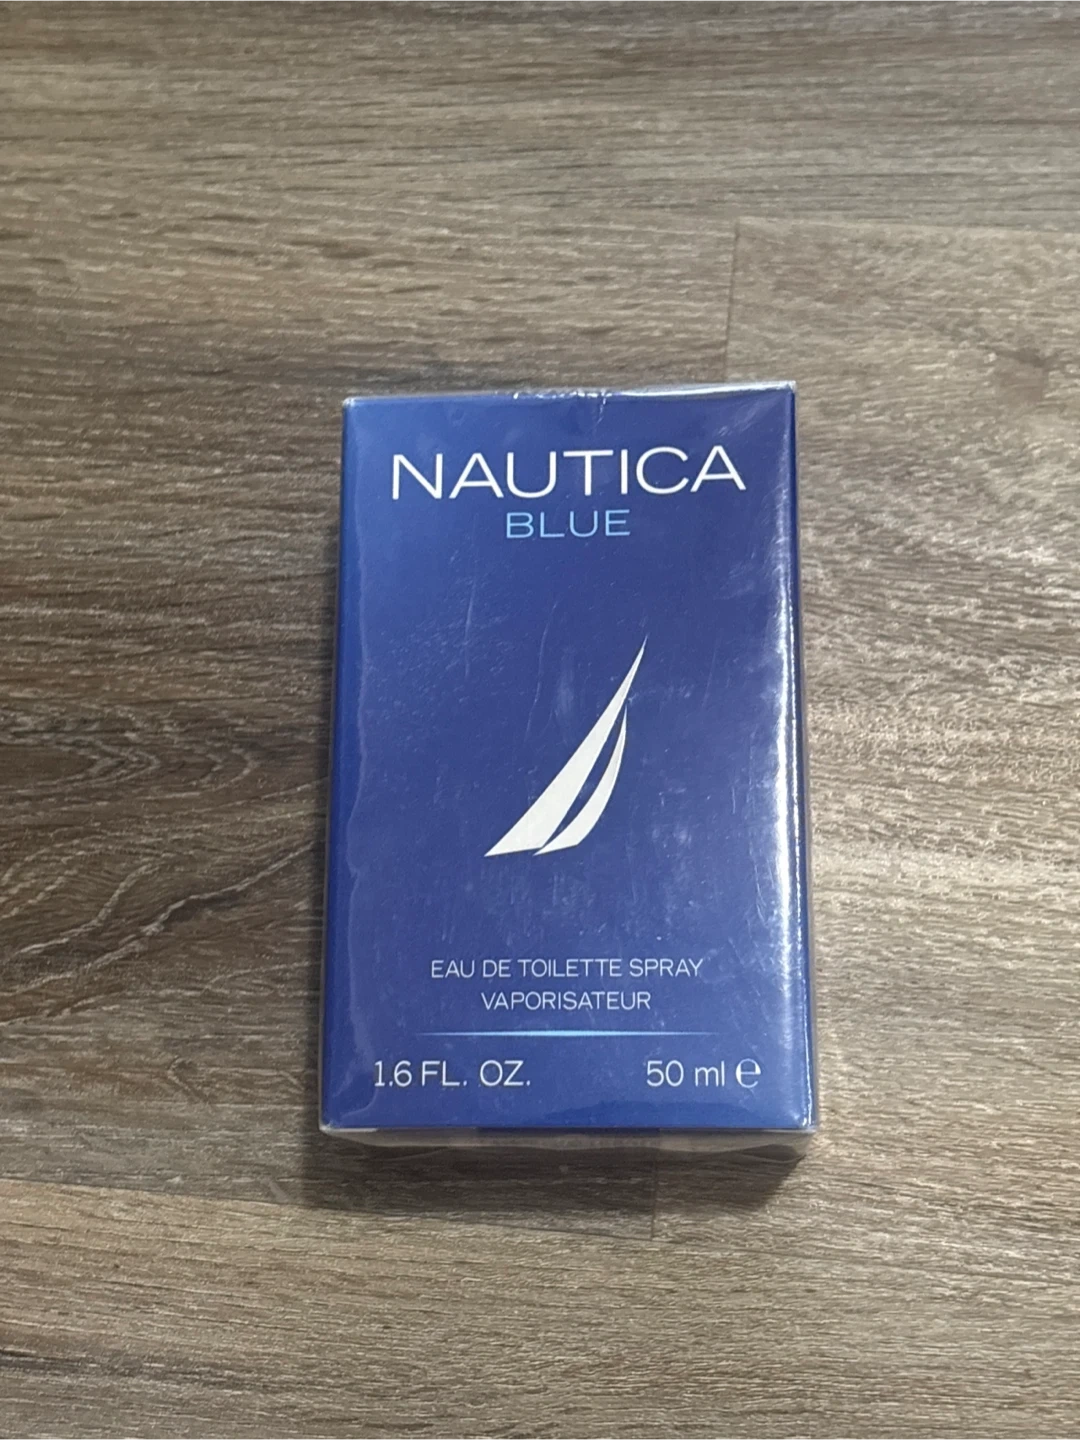 NAUTICA
BLUE
EAU DE TOILETTE SPRAY
VAPORISATEUR
1.6 FL. OZ. 50 ml ℮